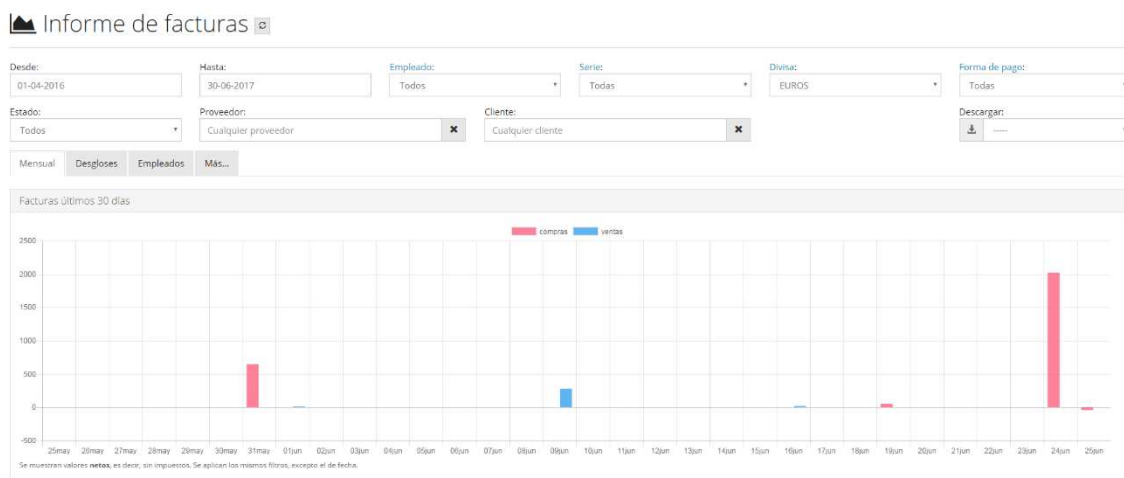 Informe de facturas
Desde: Hasta: Empleado: Serie: Divisa: Forma de pago:
01-04-2016 30-06-2017 Todos Todas EUROS Todas
Estado: Proveedor: Cliente: Descargar:
Todos Cualquier proveedor Cualquier cliente -----
Mensual Desgloses Empleados Más...
Facturas últimos 30 días
compras ventas
2500
2000
1500
1000
500
0
-500
25may 26may 27may 28may 29may 30may 31may 01jun 02jun 03jun 04jun 05jun 06jun 07jun 08jun 09jun 10jun 11jun 12jun 13jun 14jun 15jun 16jun 17jun 18jun 19jun 20jun 21jun 22jun 23jun 24jun 25jun
Se muestran valores netos, es decir, sin impuestos. Se aplican los mismos filtros, excepto el de fecha.